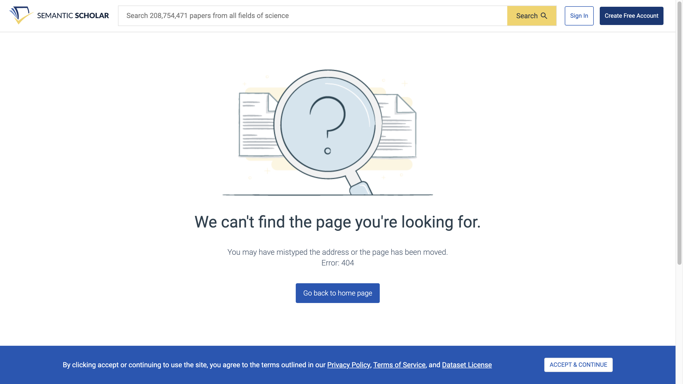 SEMANTIC SCHOLAR
Search 208,754,471 papers from all fields of science
Search
Sign In
Create Free Account
?
We can't find the page you're looking for.
You may have mistyped the address or the page has been moved.
Error: 404
Go back to home page
By clicking accept or continuing to use the site, you agree to the terms outlined in our Privacy Policy, Terms of Service, and Dataset License
ACCEPT & CONTINUE